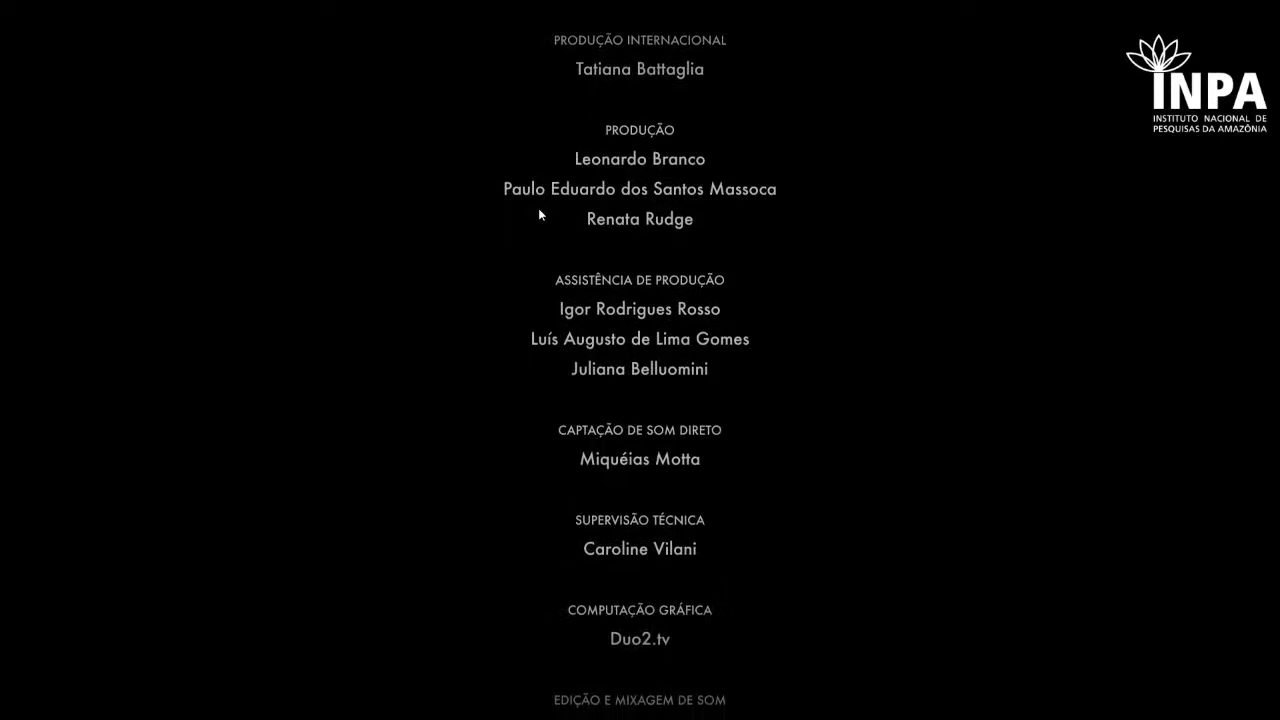 PRODUÇÃO INTERNACIONAL
Tatiana Battaglia
PRODUÇÃO
Leonardo Branco
Paulo Eduardo dos Santos Massoca
Renata Rudge
ASSISTÊNCIA DE PRODUÇÃO
Igor Rodrigues Rosso
Luís Augusto de Lima Gomes
Juliana Belluomini
CAPTAÇÃO DE SOM DIRETO
Miquéias Motta
SUPERVISÃO TÉCNICA
Caroline Vilani
COMPUTAÇÃO GRÁFICA
Duo2.tv
EDIÇÃO E MIXAGEM DE SOM
INPA
INSTITUTO NACIONAL DE
PESQUISAS DA AMAZÔNIA